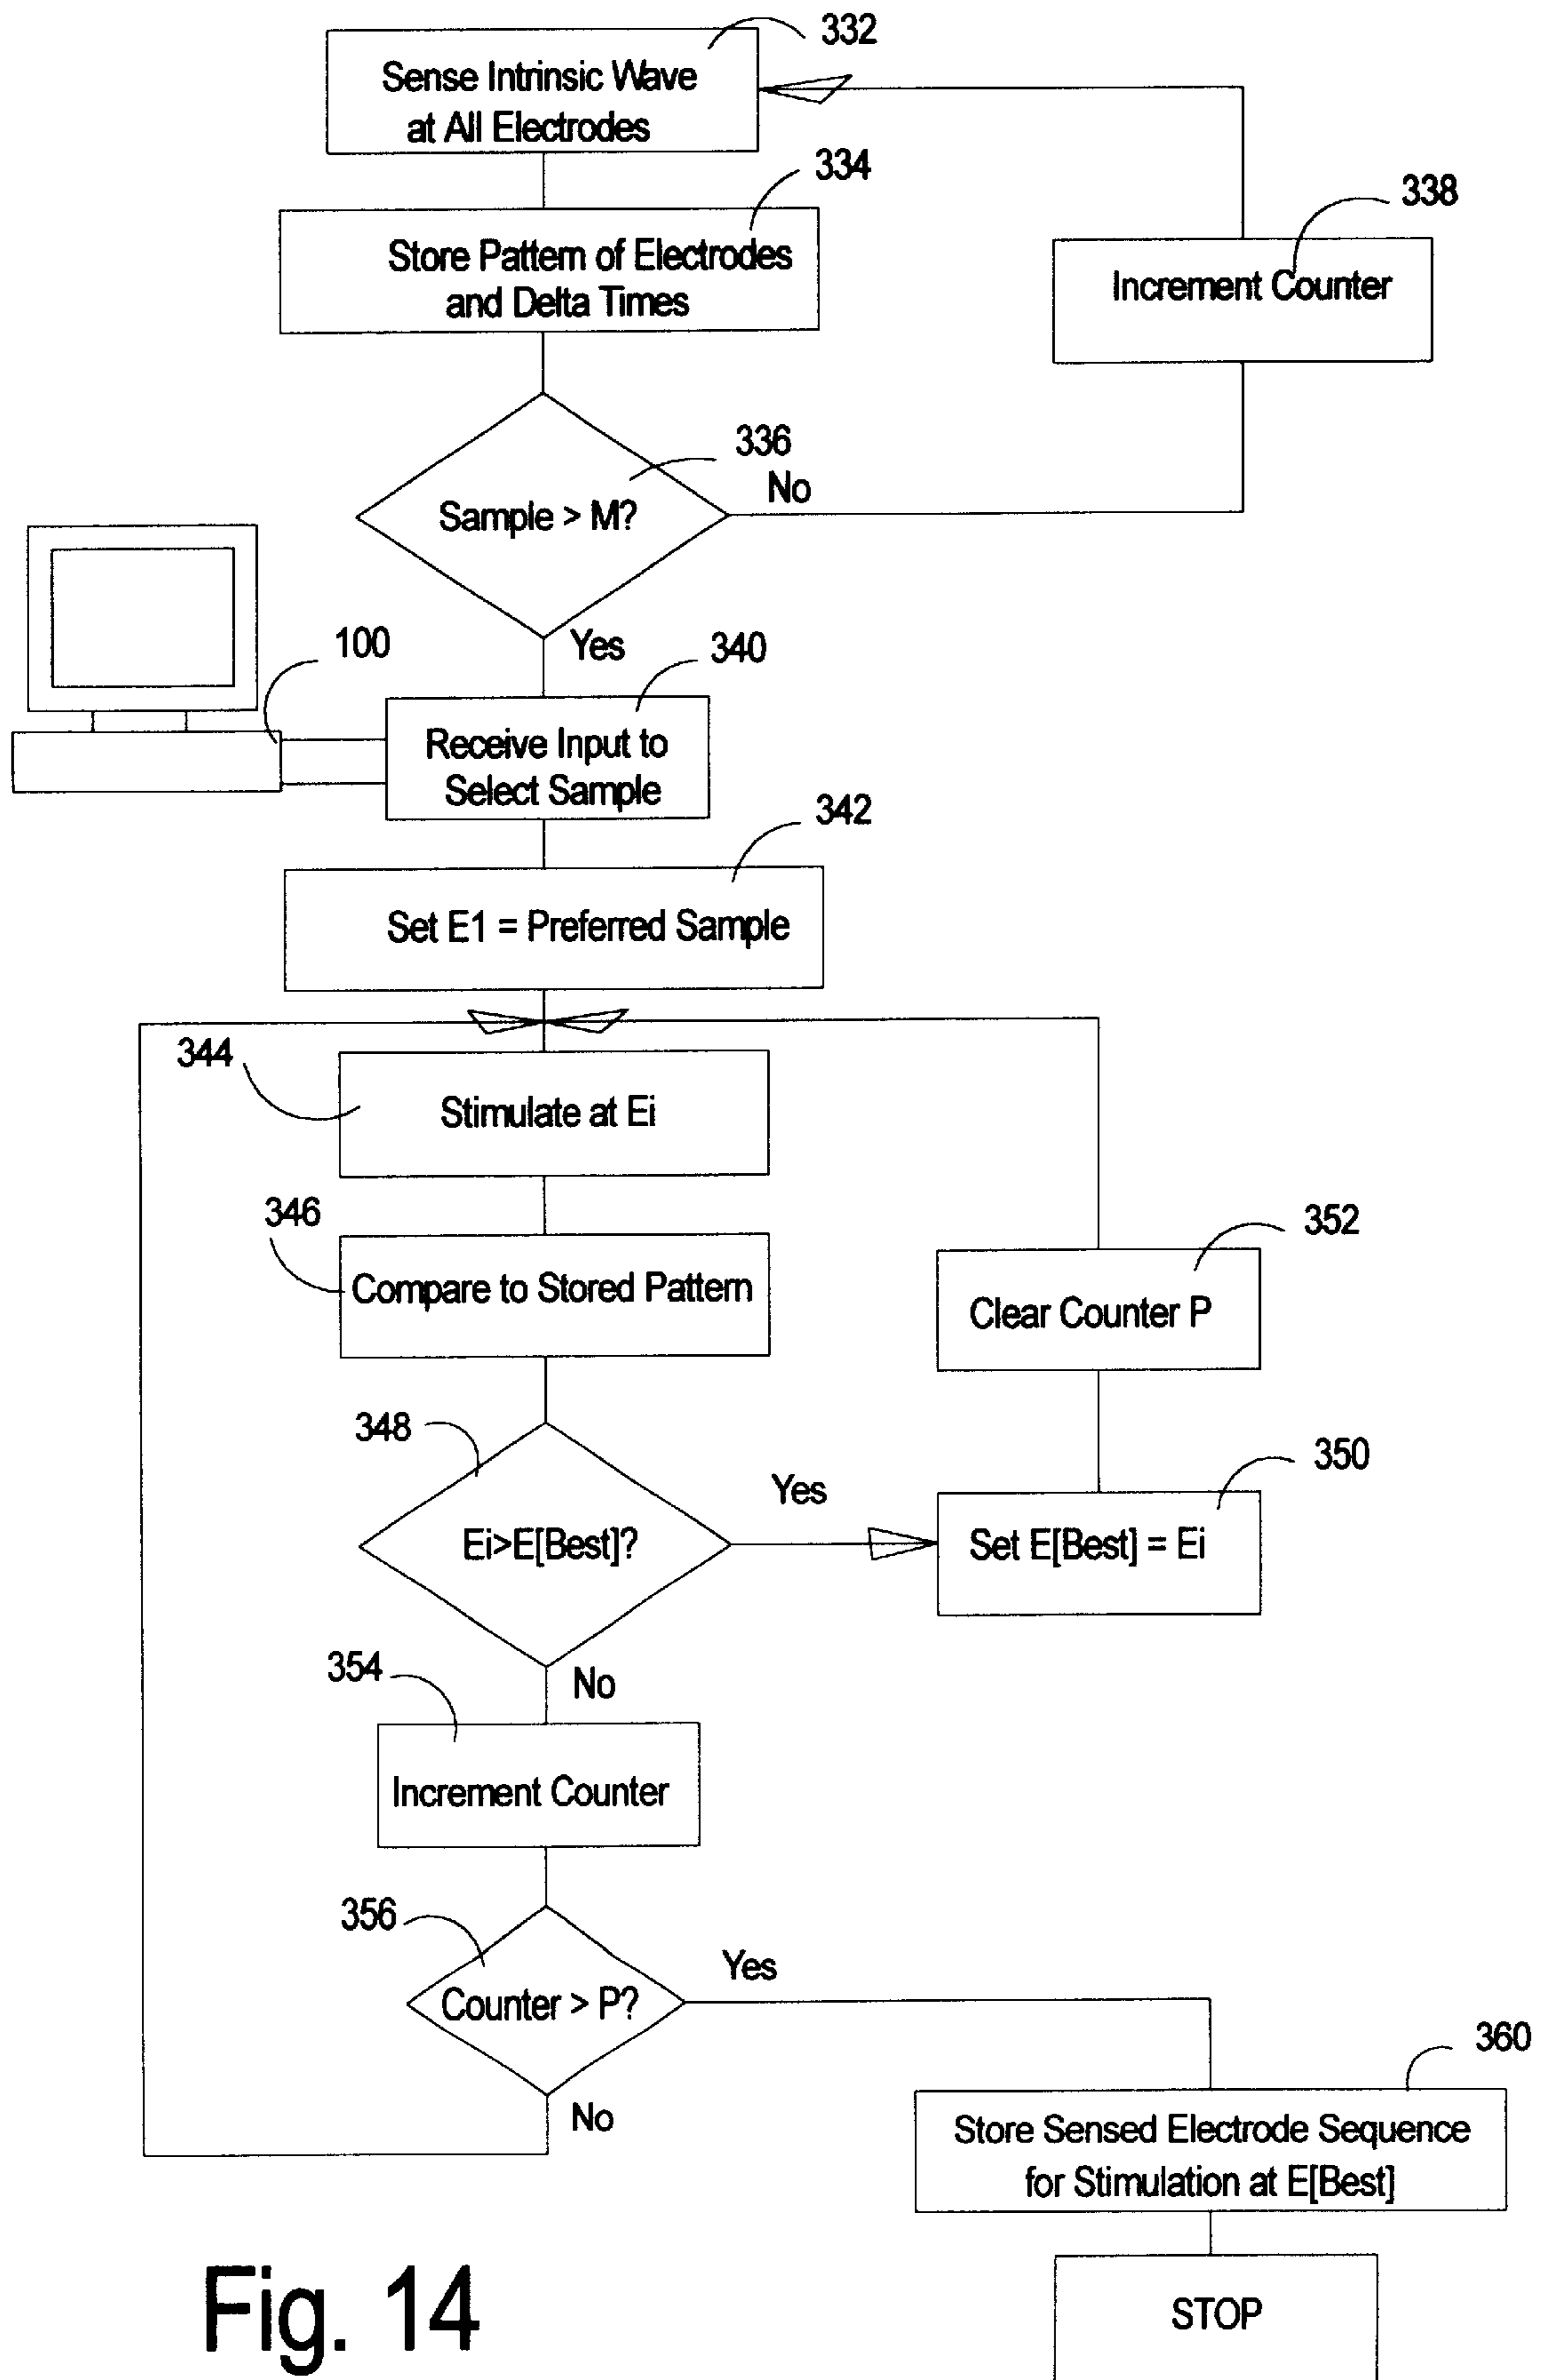 332
Sense Intrinsic Wave
at All Electrodes
334
Store Pattern of Electrodes
and Delta Times
338
Increment Counter
336
Sample > M?
No
Yes
100
340
Receive Input to
Select Sample
342
Set E1 = Preferred Sample
344
Stimulate at Ei
346
Compare to Stored Pattern
352
Clear Counter P
348
Ei>E[Best]?
Yes
350
Set E[Best] = Ei
354
No
Increment Counter
356
Counter > P?
Yes
No
360
Store Sensed Electrode Sequence
for Stimulation at E[Best]
STOP
Fig. 14